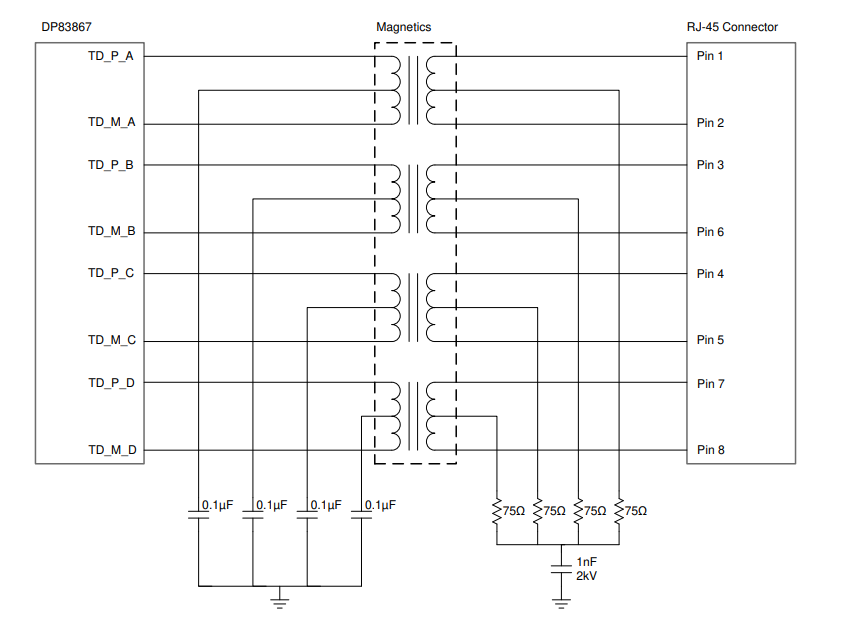 DP83867
Magnetics
RJ-45 Connector
TD_P_A
Pin 1
TD_M_A
Pin 2
TD_P_B
Pin 3
TD_M_B
Pin 6
TD_P_C
Pin 4
TD_M_C
Pin 5
TD_P_D
Pin 7
TD_M_D
Pin 8
0.1µF
0.1µF
0.1µF
0.1µF
75Ω
75Ω
75Ω
75Ω
1nF
2kV